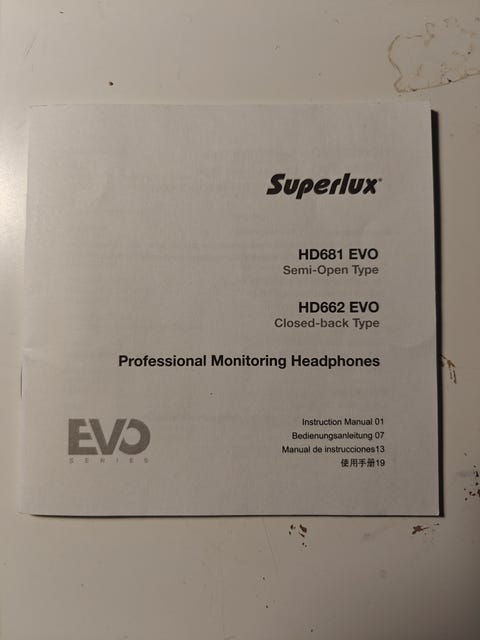 Superlux®
HD681 EVO
Semi-Open Type
HD662 EVO
Closed-back Type
Professional Monitoring Headphones
EVO
SERIES
Instruction Manual 01
Bedienungsanleitung 07
Manual de instrucciones13
使用手册19